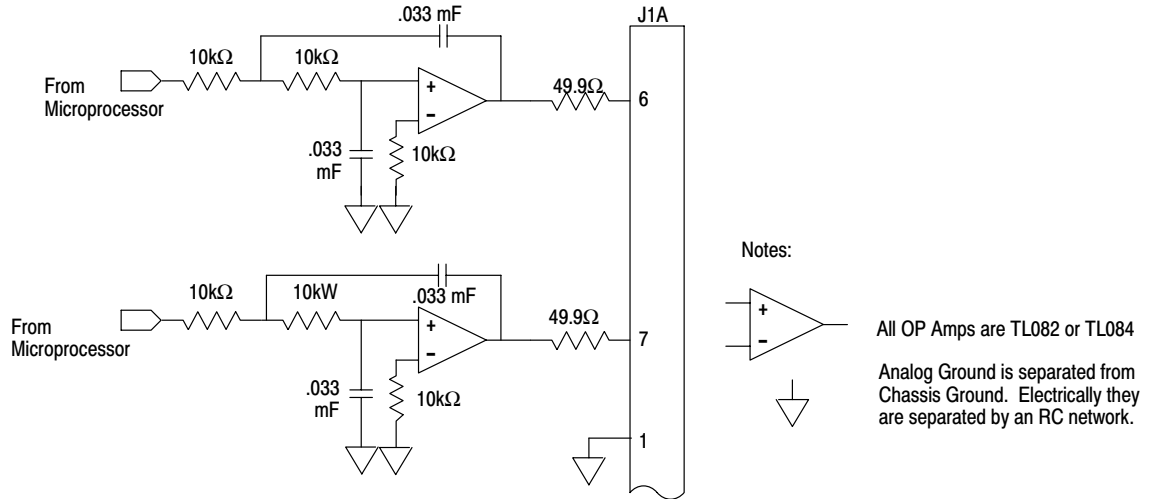 .033 mF
J1A
10kΩ
10kΩ
From
Microprocessor
+
-
49.9Ω
6
.033
mF
10kΩ
Notes:
10kΩ
10kW
.033 mF
From
Microprocessor
+
-
49.9Ω
7
.033
mF
10kΩ
1
+
-
All OP Amps are TL082 or TL084
Analog Ground is separated from
Chassis Ground. Electrically they
are separated by an RC network.